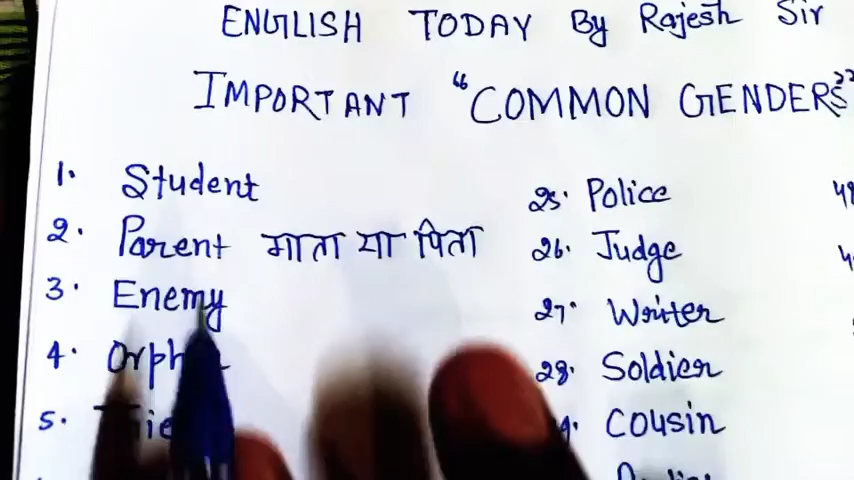 ENGLISH TODAY By Rajesh Sir
IMPORTANT "COMMON GENDERS"
1. Student
2. Parent माता या पिता
3. Enemy
4.
5.
25. Police
26. Judge
27. Writer
28. Soldier
Cousin